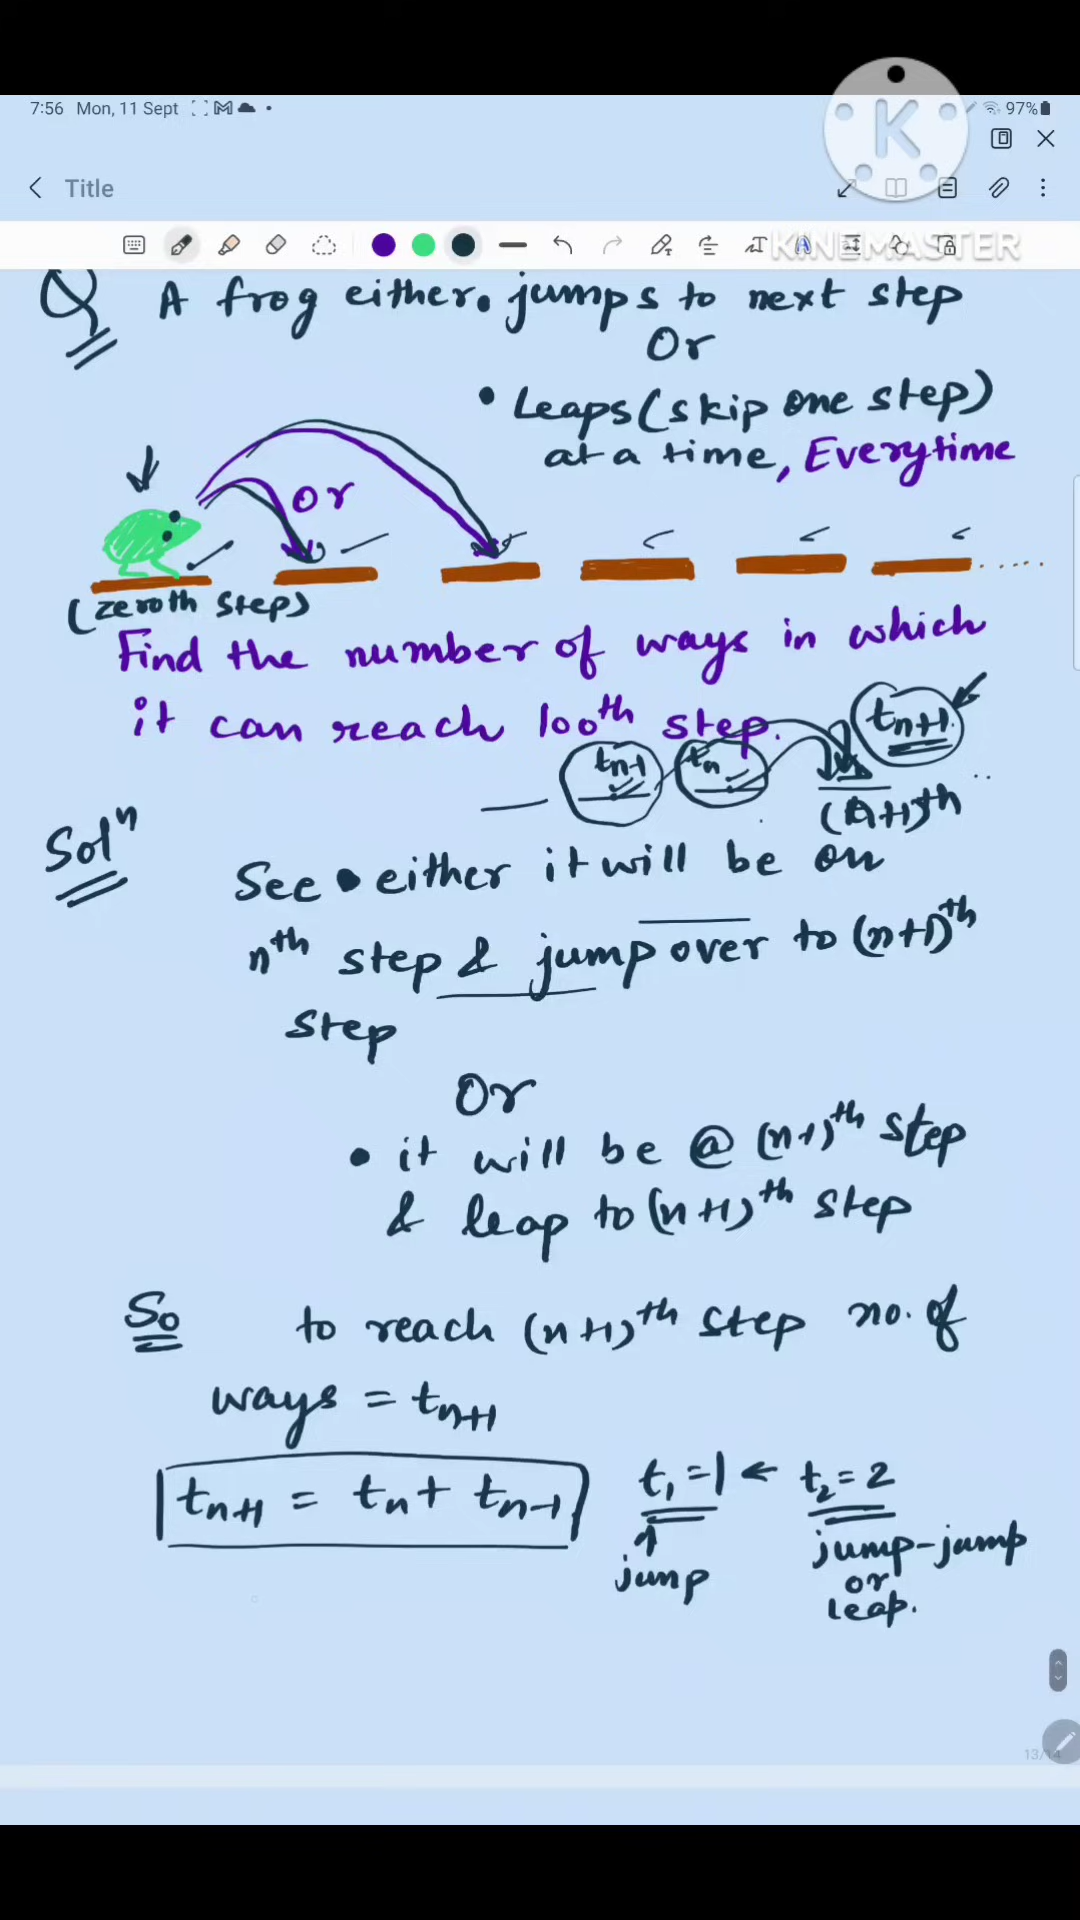 7:56 Mon, 11 Sept
97%
K
Title
KINEMASTER
Q A frog either • jumps to next step
Or
• Leaps (skip one step)
at a time, Everytime
or
(zeroth step)
Find the number of ways in which
it can reach 100th step.
tn+1
tn-1 tn
(n+1)th
Soln
See • either it will be on
nth step & jump over to (n+1)th
step
Or
• it will be @ (n-1)th step
& leap to (n+1)th step
So to reach (n+1)th step no. of
ways = tn+1
tn+1 = tn + tn-1 t1 = 1 ← t2 = 2
jump jump-jump
or
leap.
13/14